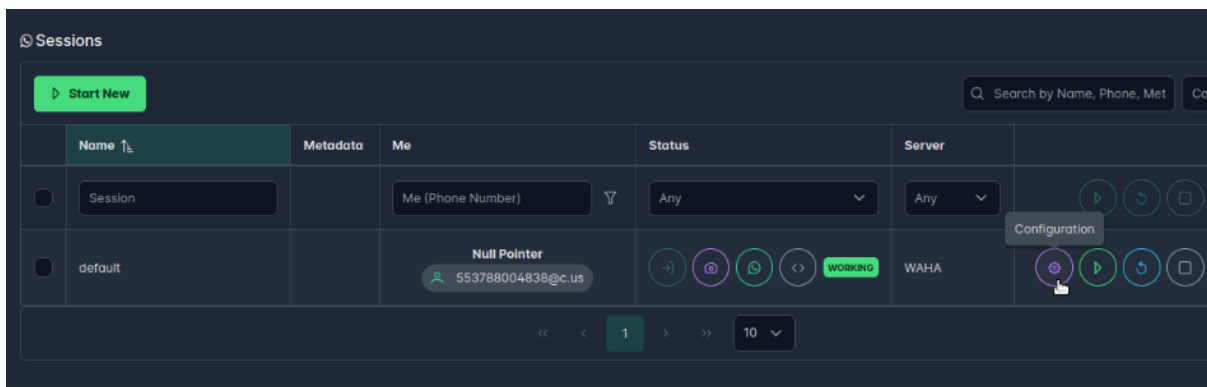 Sessions
Start New
Search by Name, Phone, Met
Co
Name Metadata Me Status Server
Session Me (Phone Number) Any Any
Configuration
Null Pointer
default 553788004838@c.us WORKING WAHA
« ‹ 1 › » 10